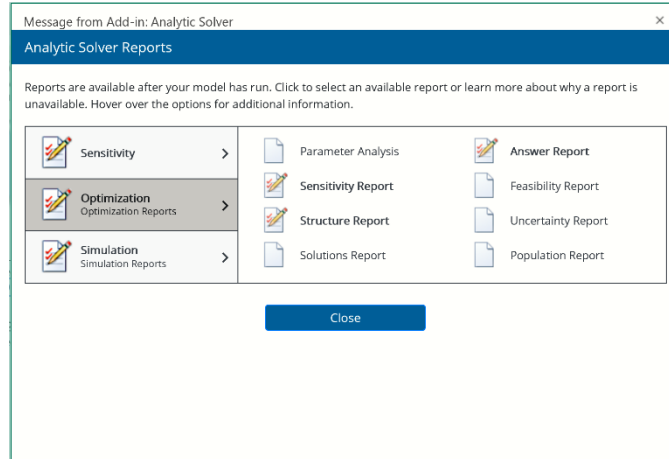 Message from Add-in: Analytic Solver
Analytic Solver Reports
Reports are available after your model has run. Click to select an available report or learn more about why a report is
unavailable. Hover over the options for additional information.
Sensitivity
Optimization
Optimization Reports
Simulation
Simulation Reports
Parameter Analysis
Answer Report
Sensitivity Report
Feasibility Report
Structure Report
Uncertainty Report
Solutions Report
Population Report
Close